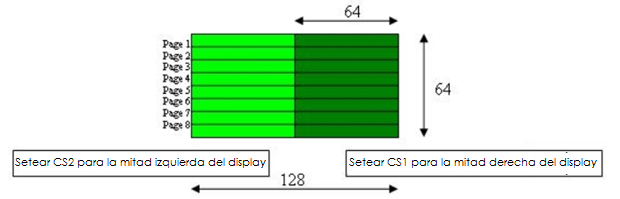 64
Page 1
Page 2
Page 3
Page 4
Page 5
Page 6
Page 7
Page 8
64
Setear CS2 para la mitad izquierda del display
Setear CS1 para la mitad derecha del display
128